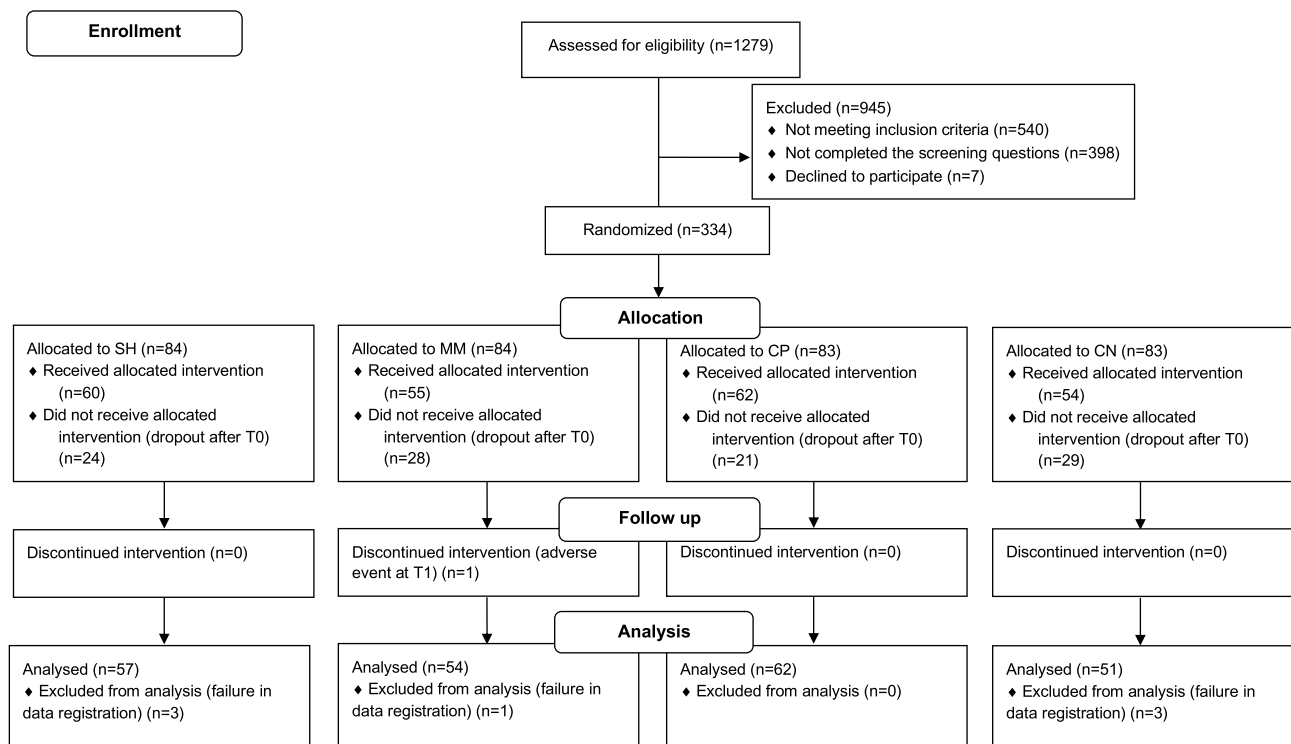 Enrollment
Assessed for eligibility (n=1279)
Excluded (n=945)
♦ Not meeting inclusion criteria (n=540)
♦ Not completed the screening questions (n=398)
♦ Declined to participate (n=7)
Randomized (n=334)
Allocation
Allocated to SH (n=84)
♦ Received allocated intervention
(n=60)
♦ Did not receive allocated
intervention (dropout after T0)
(n=24)
Allocated to MM (n=84)
♦ Received allocated intervention
(n=55)
♦ Did not receive allocated
intervention (dropout after T0)
(n=28)
Allocated to CP (n=83)
♦ Received allocated intervention
(n=62)
♦ Did not receive allocated
intervention (dropout after T0)
(n=21)
Allocated to CN (n=83)
♦ Received allocated intervention
(n=54)
♦ Did not receive allocated
intervention (dropout after T0)
(n=29)
Follow up
Discontinued intervention (n=0)
Discontinued intervention (adverse
event at T1) (n=1)
Discontinued intervention (n=0)
Discontinued intervention (n=0)
Analysis
Analysed (n=57)
♦ Excluded from analysis (failure in
data registration) (n=3)
Analysed (n=54)
♦ Excluded from analysis (failure in
data registration) (n=1)
Analysed (n=62)
♦ Excluded from analysis (n=0)
Analysed (n=51)
♦ Excluded from analysis (failure in
data registration) (n=3)